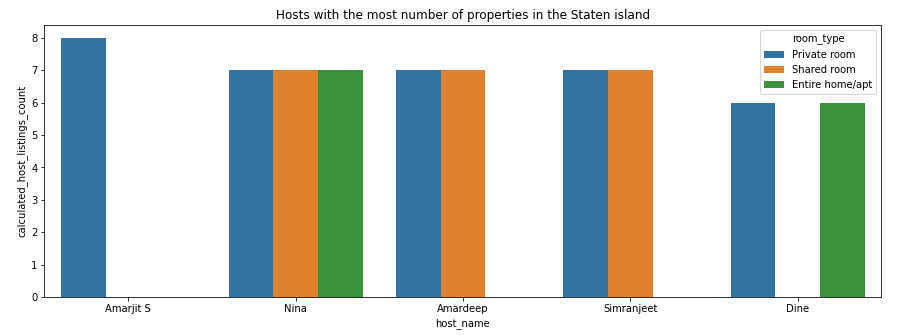 Hosts with the most number of properties in the Staten island
room_type
Private room
Shared room
Entire home/apt
calculated_host_listings_count
8
7
6
5
4
3
2
1
0
Amarjit S
Nina
Amardeep
Simranjeet
Dine
host_name